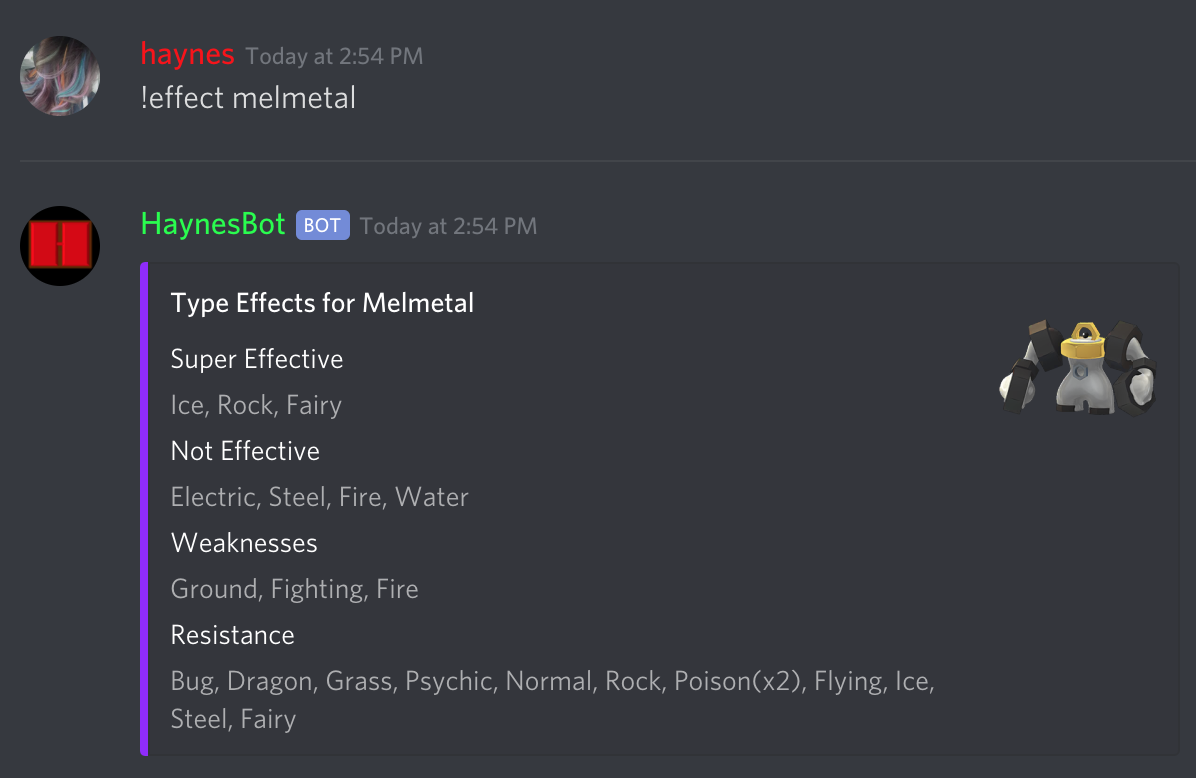 haynes Today at 2:54 PM
!effect melmetal
HaynesBot BOT Today at 2:54 PM
Type Effects for Melmetal
Super Effective
Ice, Rock, Fairy
Not Effective
Electric, Steel, Fire, Water
Weaknesses
Ground, Fighting, Fire
Resistance
Bug, Dragon, Grass, Psychic, Normal, Rock, Poison(x2), Flying, Ice,
Steel, Fairy